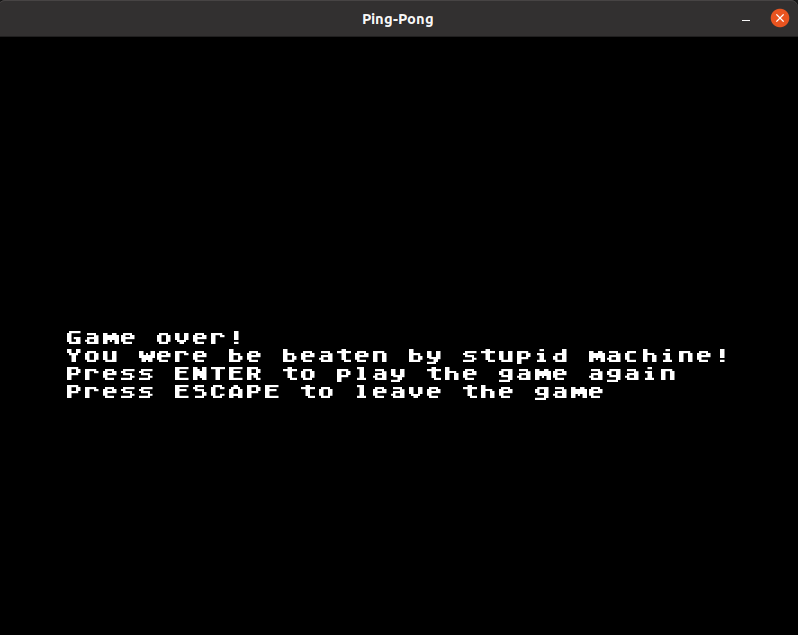 Ping-Pong
Game over!
You were be beaten by stupid machine!
Press ENTER to play the game again
Press ESCAPE to leave the game